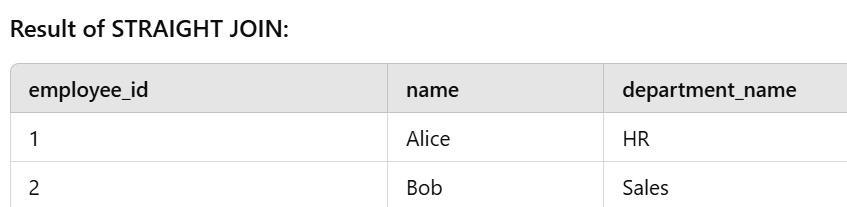 Result of STRAIGHT JOIN:
employee_id name department_name
1 Alice HR
2 Bob Sales